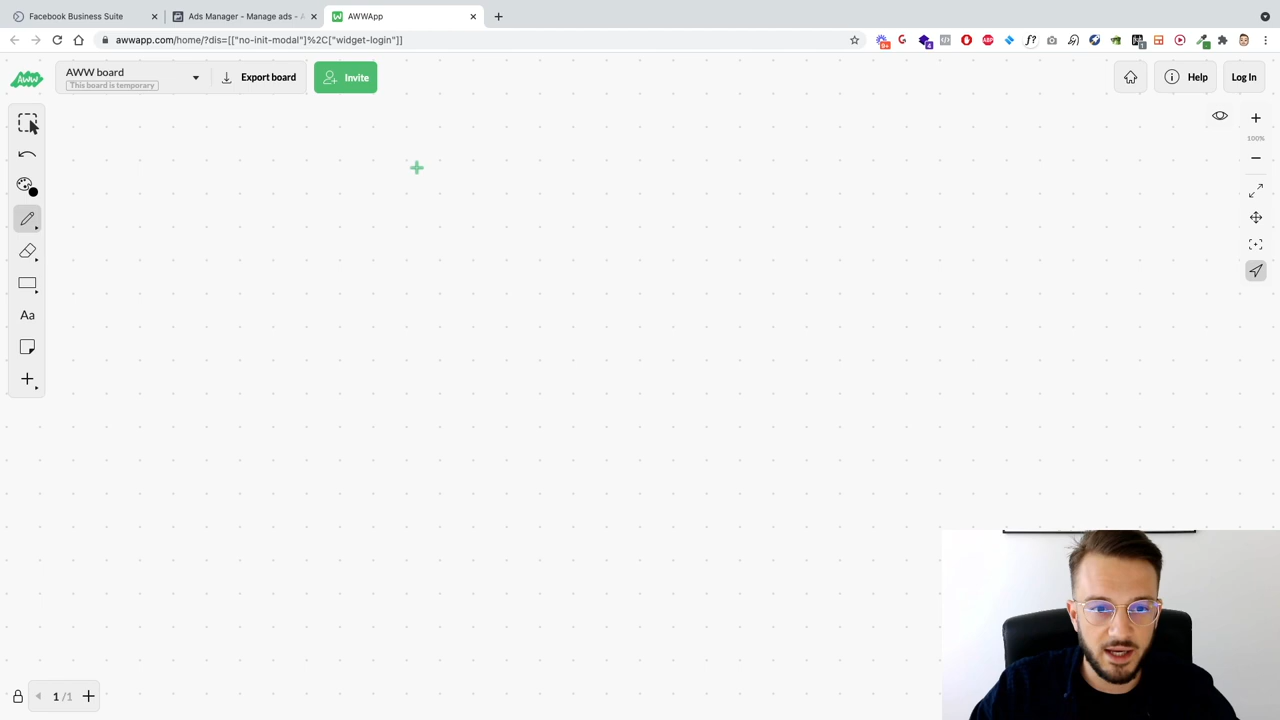 Facebook Business Suite
Ads Manager - Manage ads - A
AWWApp
awwapp.com/home/?dis=[["no-init-modal"]%2C["widget-login"]]
AWW
AWW board
This board is temporary
Export board
Invite
Help
Log In
100%
Aa
1 /1